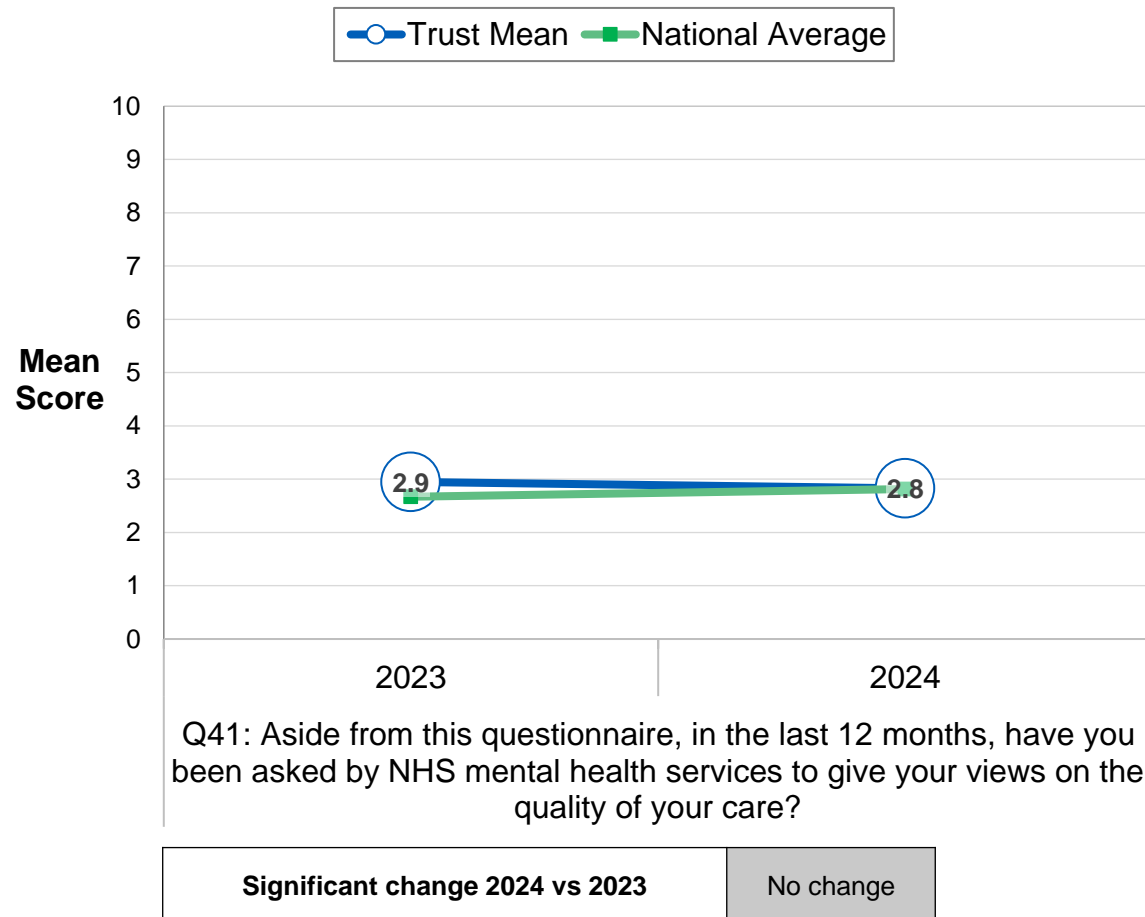 Trust Mean National Average
10
9
8
7
6
5
4
3
2
1
0
Mean
Score
2.9
2.8
2023 2024
Q41: Aside from this questionnaire, in the last 12 months, have you
been asked by NHS mental health services to give your views on the
quality of your care?
Significant change 2024 vs 2023 No change